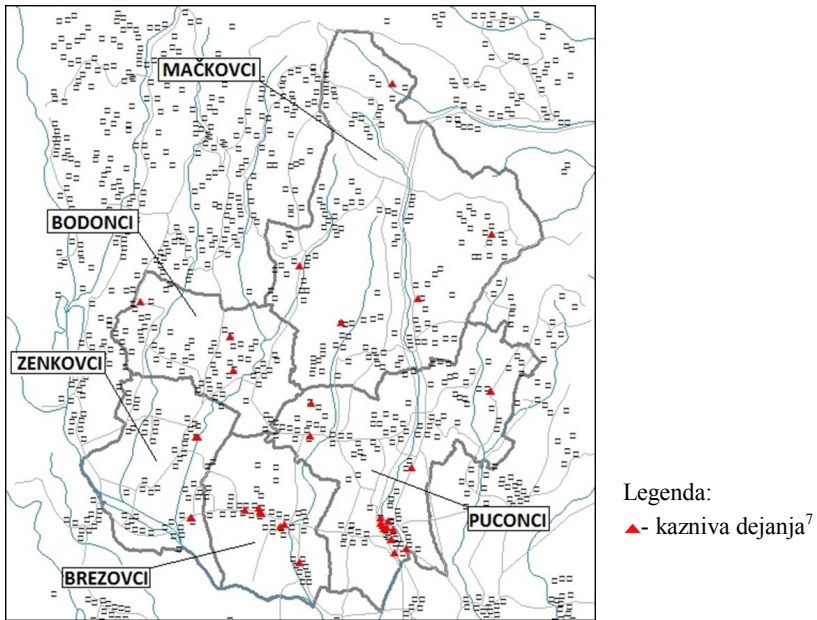 MAČKOVCI
BODONCI
ZENKOVCI
PUCONCI
BREZOVCI
Legenda:
- kazniva dejanja⁷